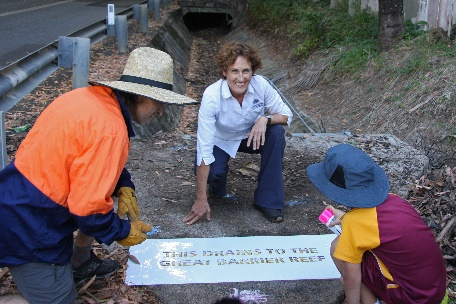 THIS DRAINS TO THE
GREAT BARRIER REEF